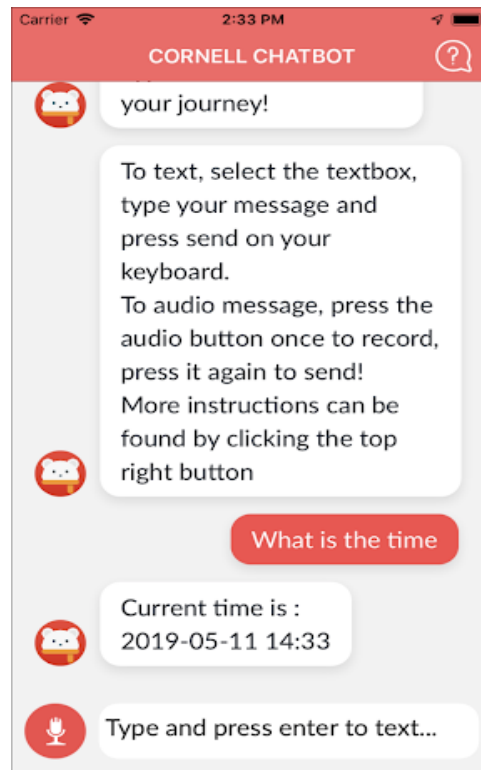 Carrier 2:33 PM
CORNELL CHATBOT ?
your journey!
To text, select the textbox,
type your message and
press send on your
keyboard.
To audio message, press the
audio button once to record,
press it again to send!
More instructions can be
found by clicking the top
right button
What is the time
Current time is :
2019-05-11 14:33
Type and press enter to text...